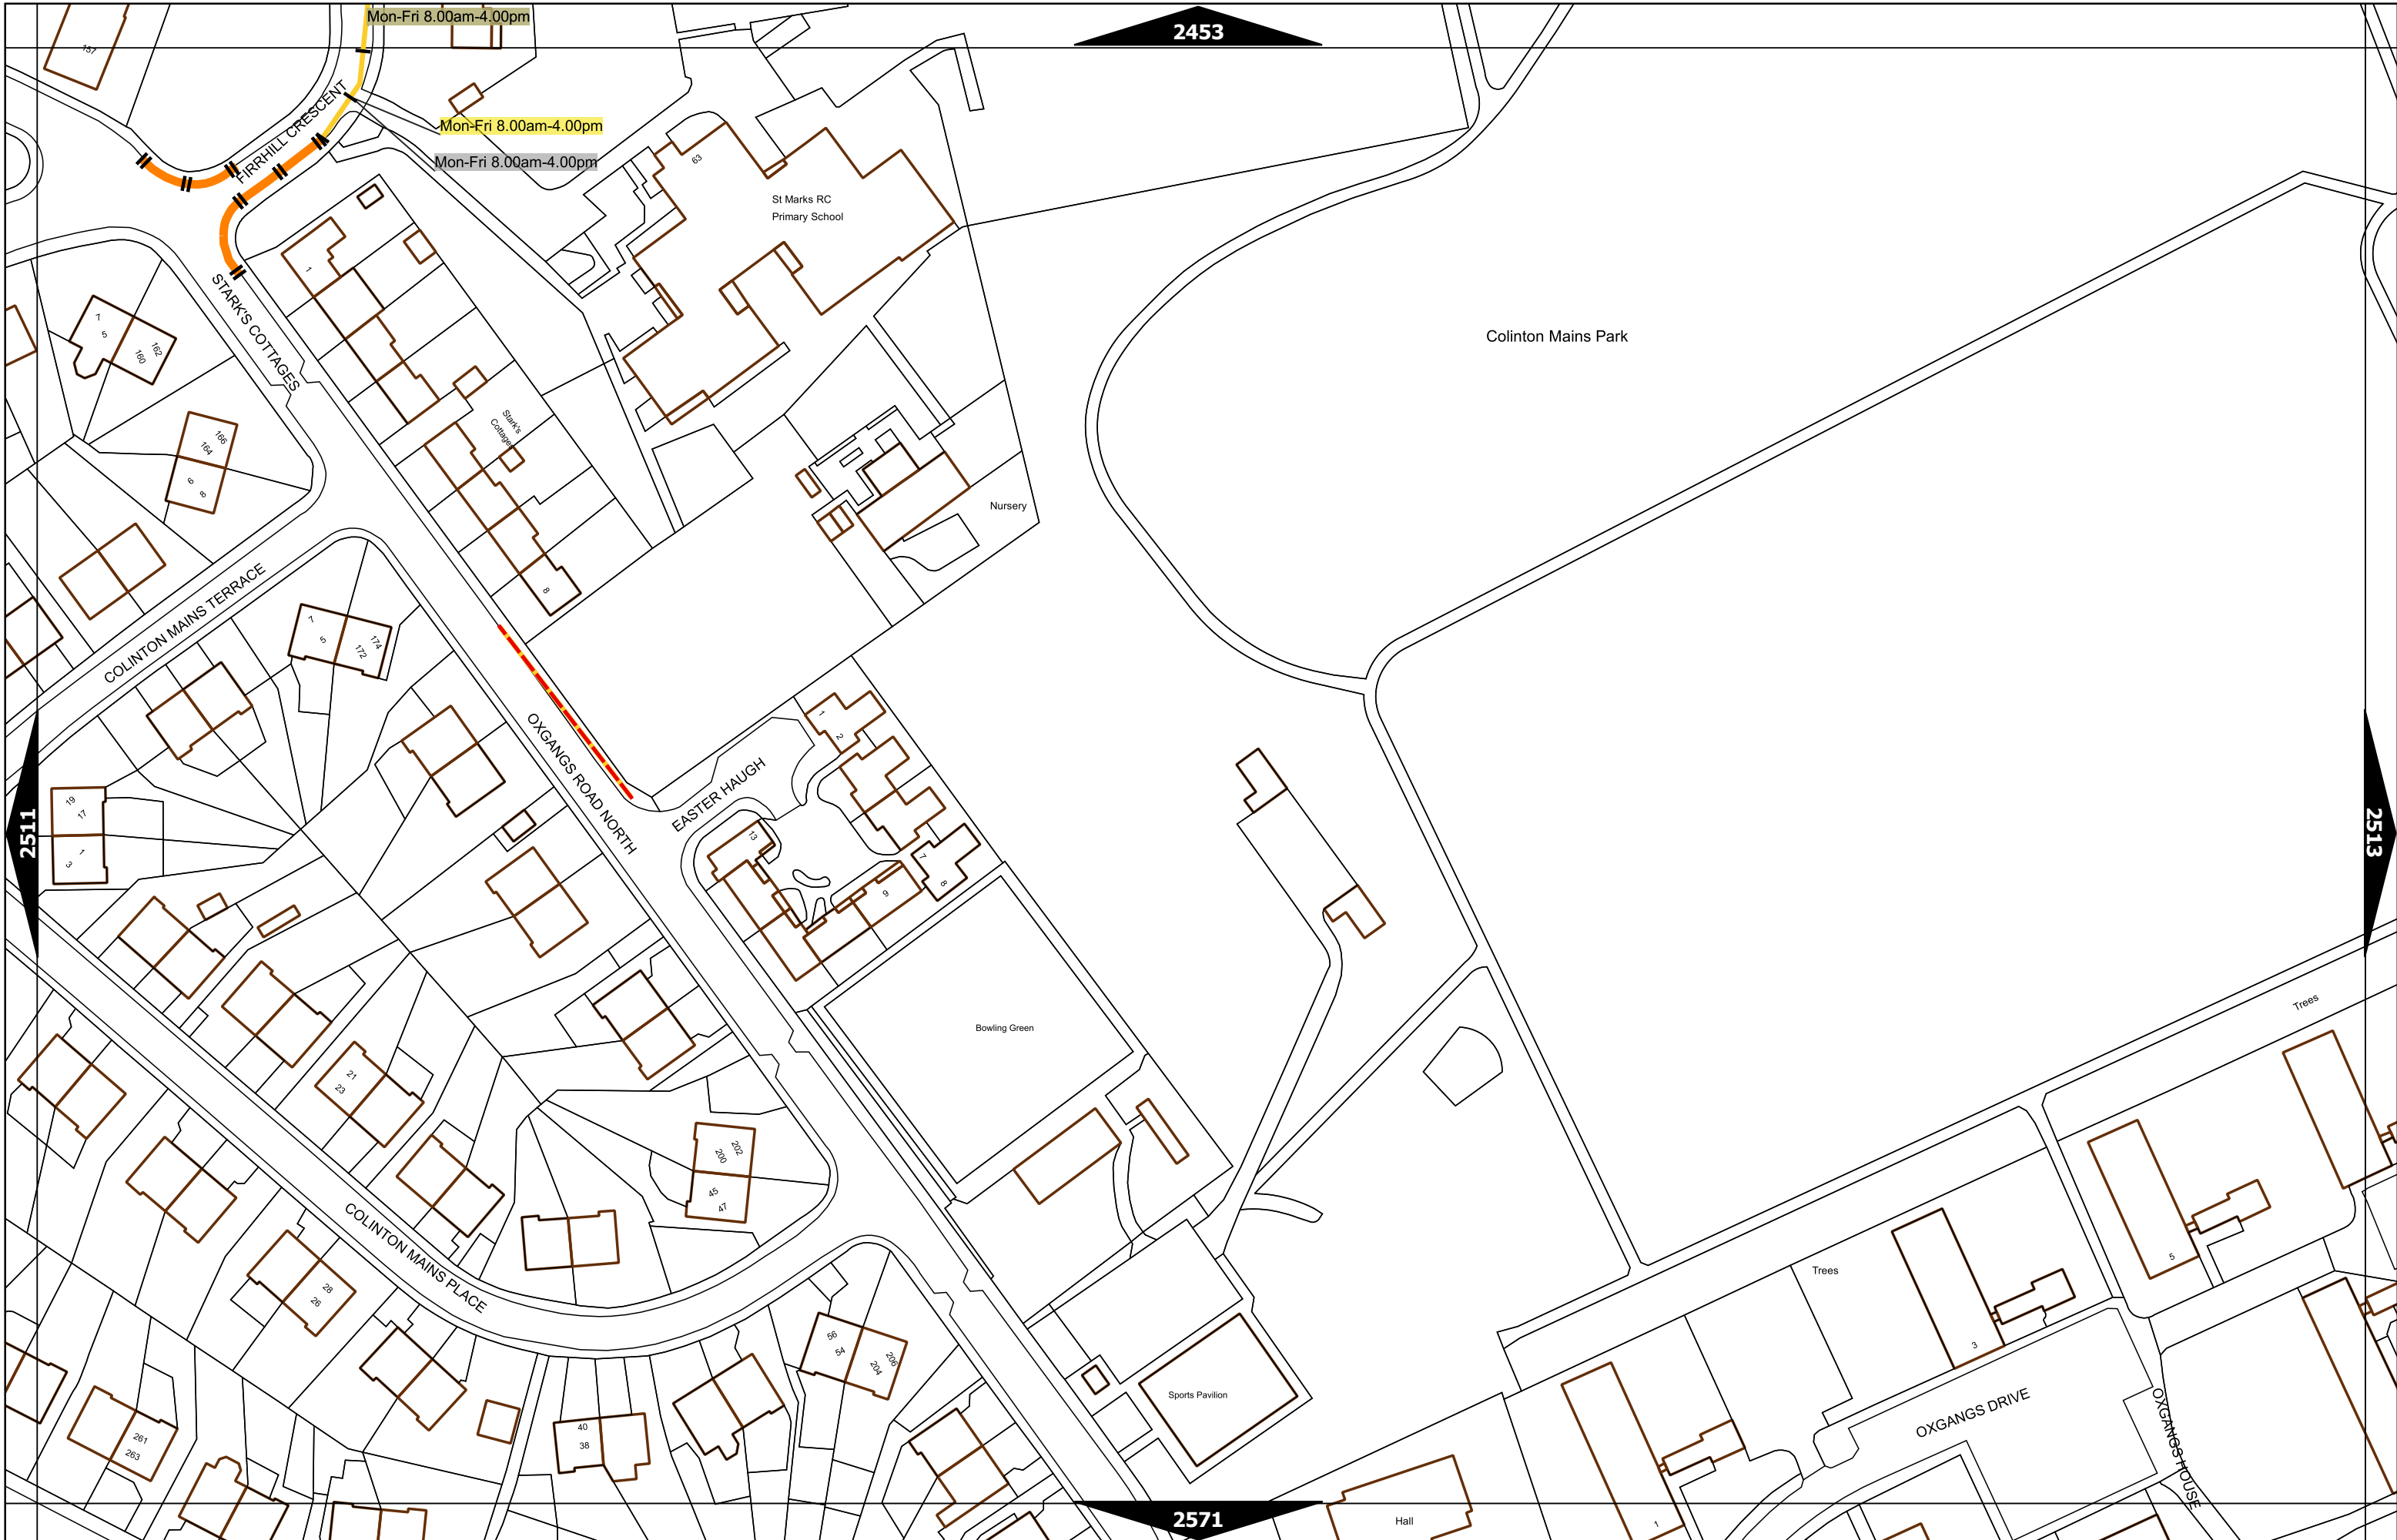 Mon-Fri 8.00am-4.00pm
2453
157
FIRRHILL CRESCENT
Mon-Fri 8.00am-4.00pm
Mon-Fri 8.00am-4.00pm
63
St Marks RC
Primary School
1
STARK'S COTTAGES
7
5
160
162
Colinton Mains Park
Stark's
Cottages
166
164
6
8
Nursery
8
COLINTON MAINS TERRACE
7
5
174
172
OXGANGS ROAD NORTH
1
2
EASTER HAUGH
19
17
1
3
2511
2513
13
7
8
9
Trees
Bowling Green
21
23
200
202
45
47
COLINTON MAINS PLACE
28
26
Trees
5
3
56
54
206
204
Sports Pavilion
OXGANGS DRIVE
OXGANGS HOUSE
40
38
261
263
2571
Hall
1